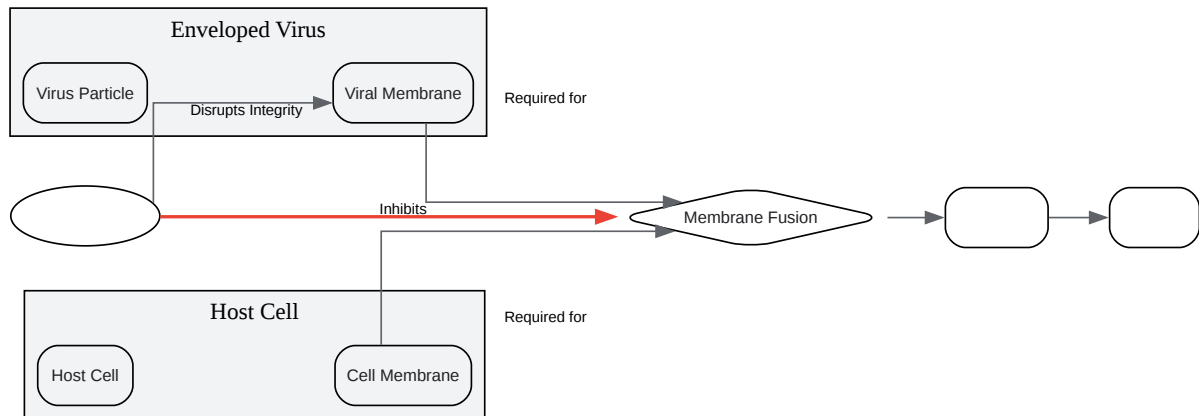 Enveloped Virus
Virus Particle
Viral Membrane
Disrupts Integrity
Required for
Inhibits
Membrane Fusion
Host Cell
Required for
Host Cell
Cell Membrane